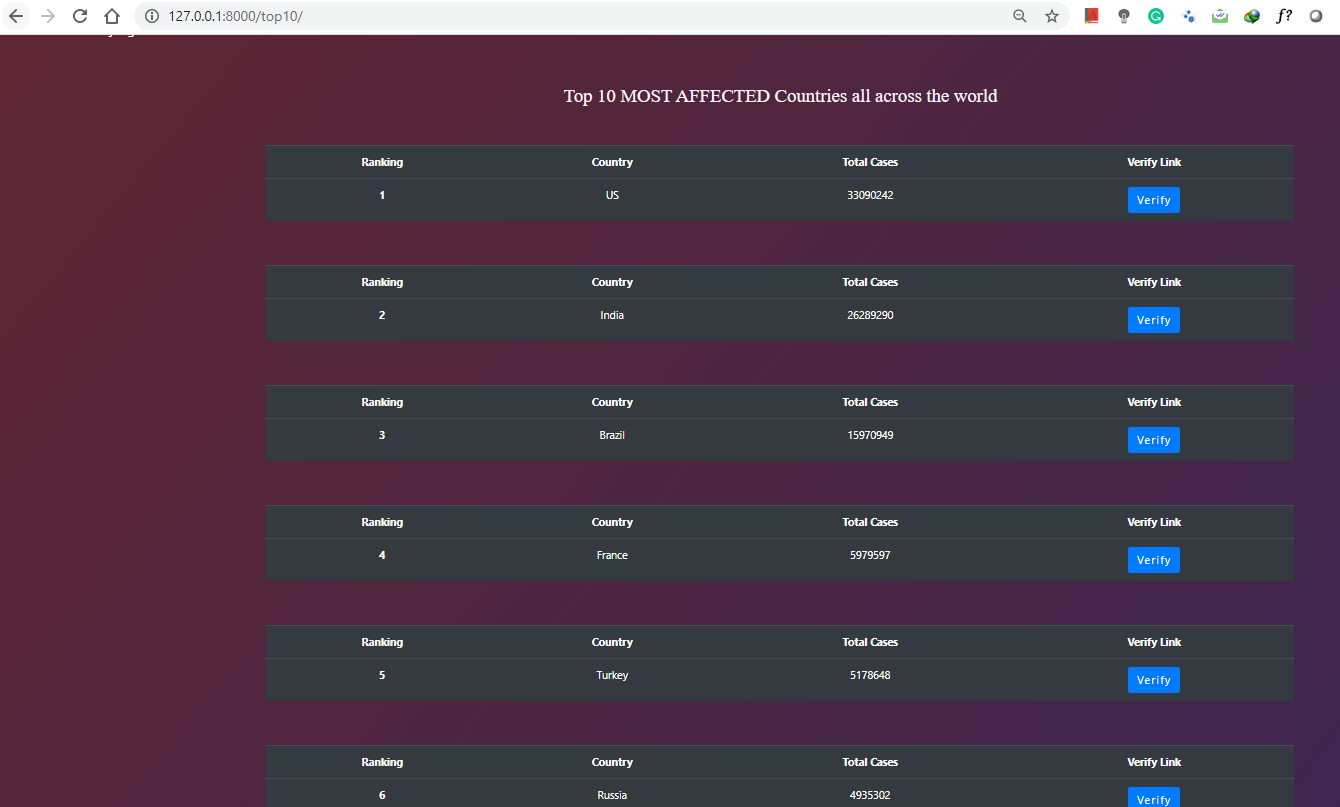 127.0.0.1:8000/top10/
f?
Top 10 MOST AFFECTED Countries all across the world
Ranking Country Total Cases Verify Link
1 US 33090242 Verify
Ranking Country Total Cases Verify Link
2 India 26289290 Verify
Ranking Country Total Cases Verify Link
3 Brazil 15970949 Verify
Ranking Country Total Cases Verify Link
4 France 5979597 Verify
Ranking Country Total Cases Verify Link
5 Turkey 5178648 Verify
Ranking Country Total Cases Verify Link
6 Russia 4935302 Verify